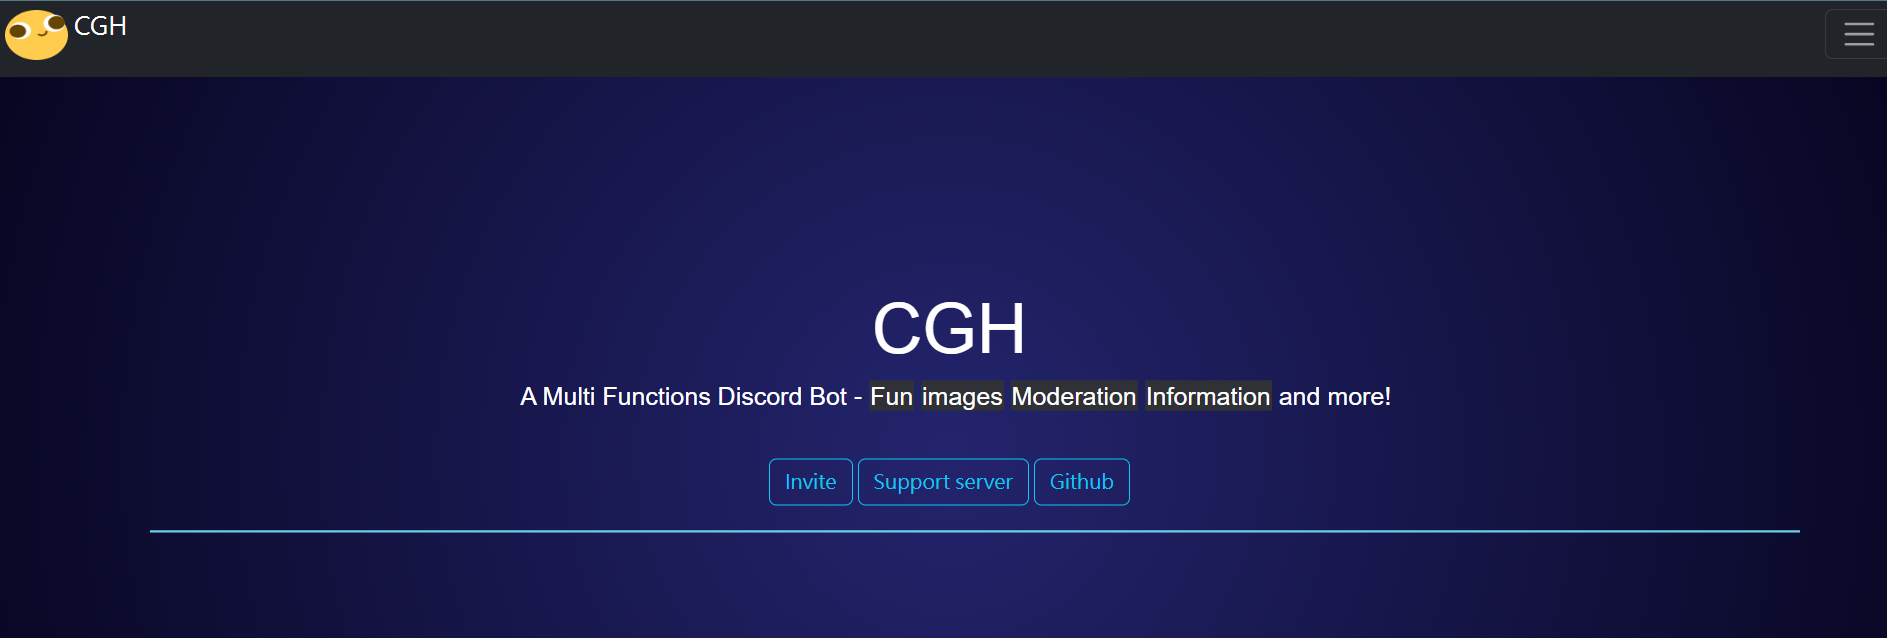 CGH
CGH
A Multi Functions Discord Bot - Fun images Moderation Information and more!
Invite Support server Github